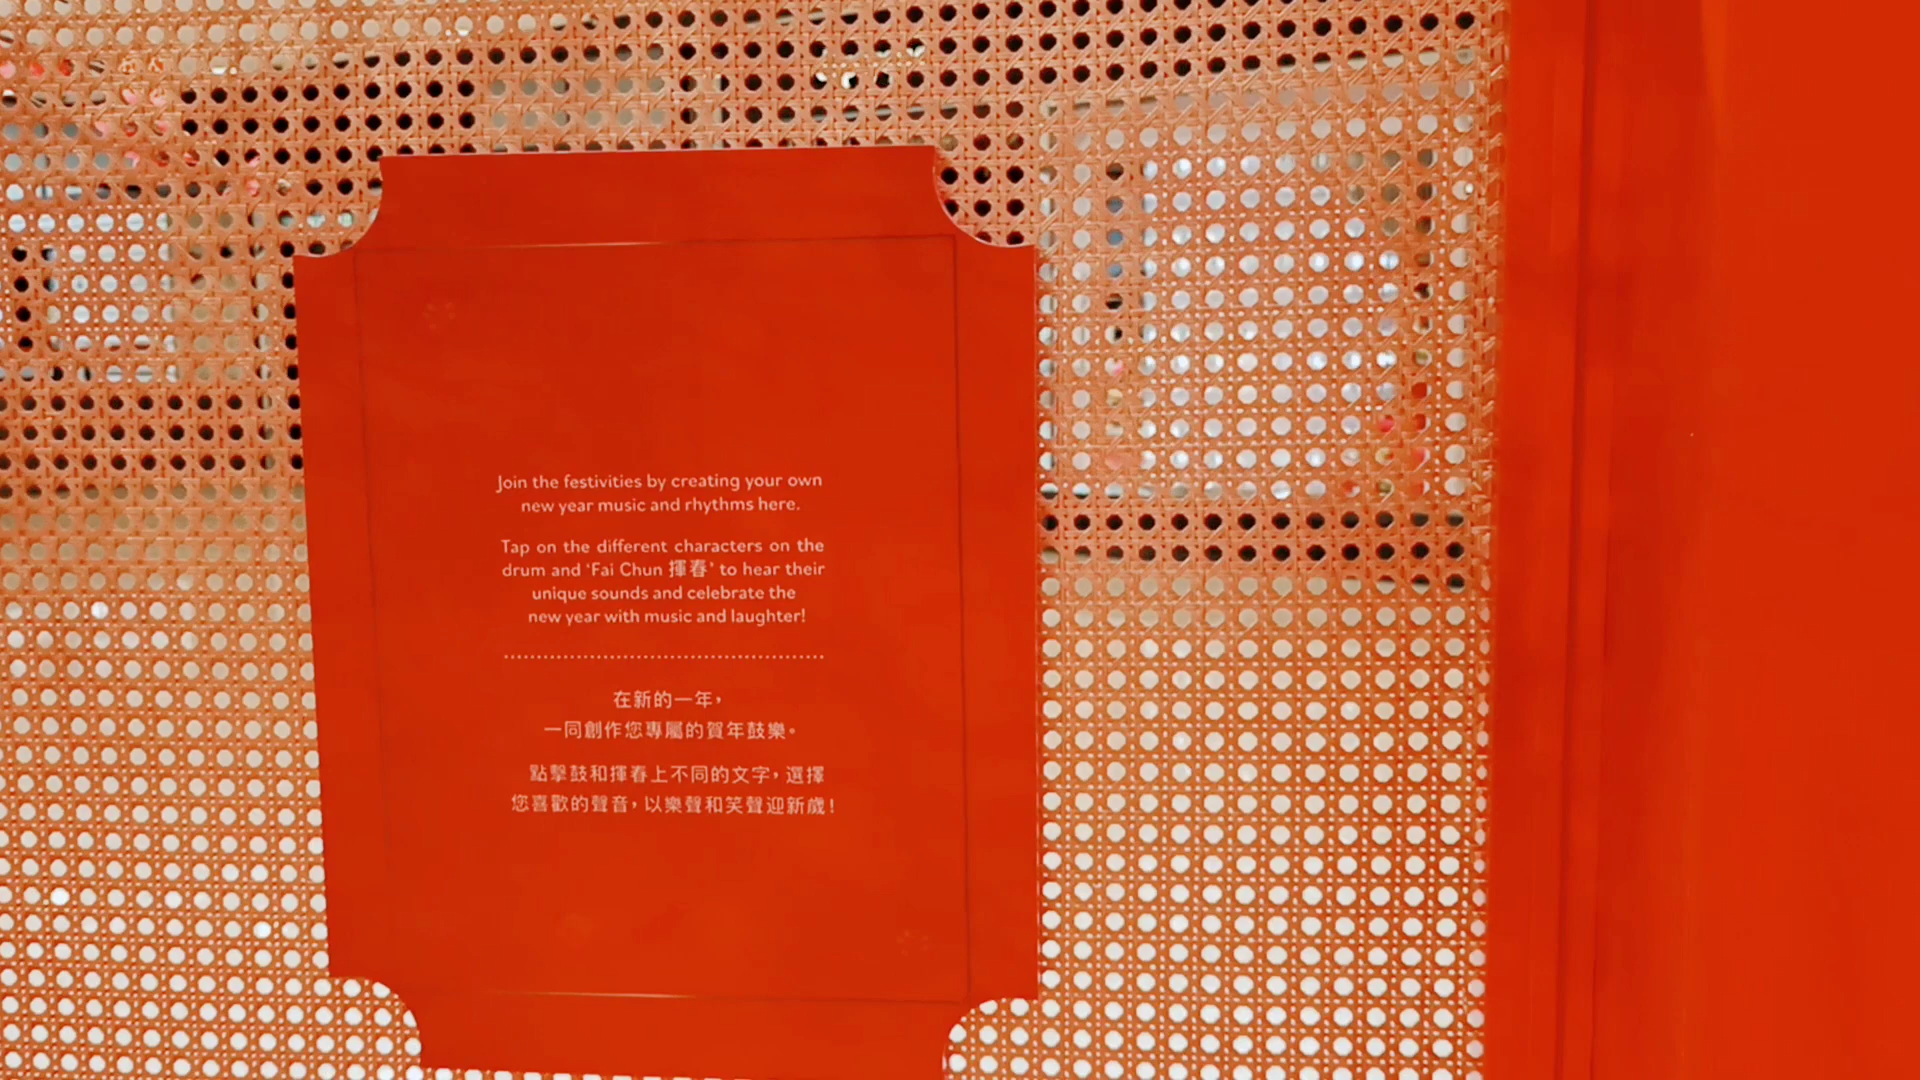 Join the festivities by creating your own
new year music and rhythms here.
Tap on the different characters on the
drum and ‘Fai Chun 揮春’ to hear their
unique sounds and celebrate the
new year with music and laughter!
在新的一年，
一同創作您專屬的賀年鼓樂。
點擊鼓和揮春上不同的文字，選擇
您喜歡的聲音，以樂聲和笑聲迎新歲！